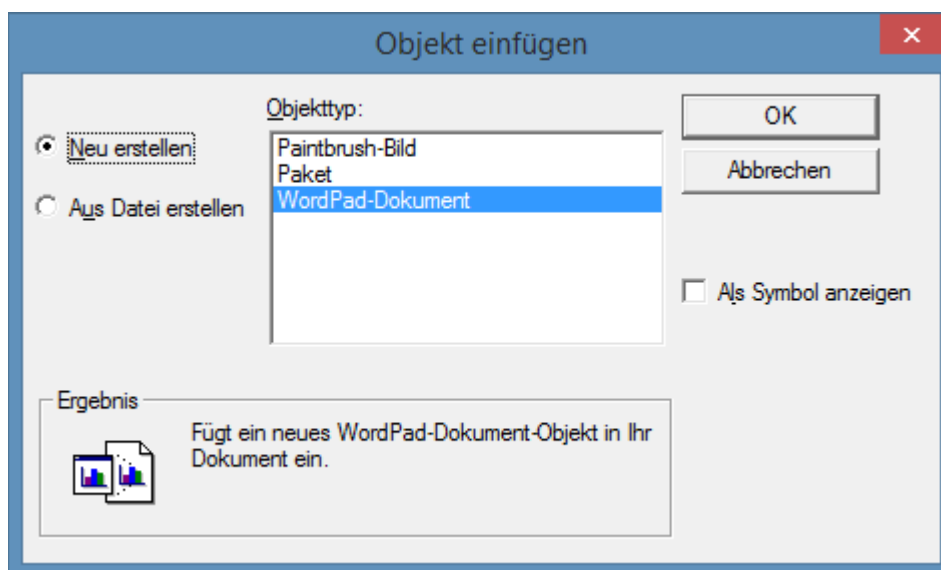 Objekt einfügen
Objekttyp:
Neu erstellen
Aus Datei erstellen
Paintbrush-Bild
Paket
WordPad-Dokument
OK
Abbrechen
Als Symbol anzeigen
Ergebnis
Fügt ein neues WordPad-Dokument-Objekt in Ihr
Dokument ein.